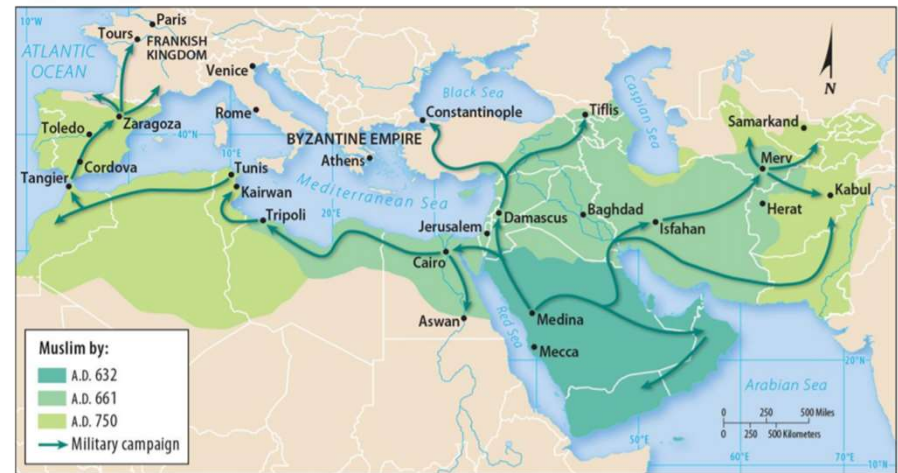 10°W
Paris
Tours
FRANKISH
KINGDOM
ATLANTIC
OCEAN
Venice
N
Black Sea
Caspian Sea
Constantinople
Tiflis
Samarkand
Rome
Zaragoza
Toledo
40°N
BYZANTINE EMPIRE
10°E
Athens
Merv
Cordova
Tunis
Tangier
Kairwan
Mediterranean Sea
Kabul
Herat
20°E
Tripoli
Damascus
Baghdad
Isfahan
Jerusalem
Cairo
Red Sea
Aswan
Medina
Mecca
Muslim by:
A.D. 632
A.D. 661
A.D. 750
Military campaign
20°N
Arabian Sea
0 250 500 Miles
0 250 500 Kilometers
50°E
60°E
70°E
10°N